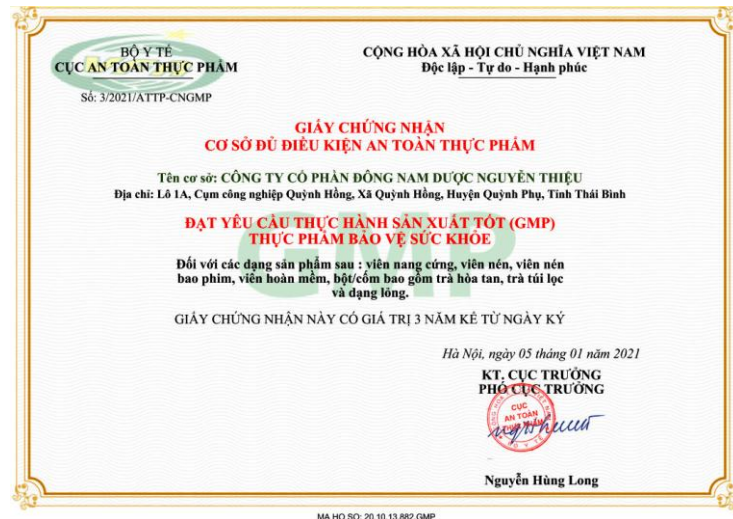 BỘ Y TẾ
CỤC AN TOÀN THỰC PHẨM
Số: 3/2021/ATTP-CNGMP
CỘNG HÒA XÃ HỘI CHỦ NGHĨA VIỆT NAM
Độc lập - Tự do - Hạnh phúc
GIẤY CHỨNG NHẬN
CƠ SỞ ĐỦ ĐIỀU KIỆN AN TOÀN THỰC PHẨM
Tên cơ sở: CÔNG TY CỔ PHẦN ĐÔNG NAM DƯỢC NGUYỄN THIỆU
Địa chỉ: Lô 1A, Cụm công nghiệp Quỳnh Hồng, Xã Quỳnh Hồng, Huyện Quỳnh Phụ, Tỉnh Thái Bình
GMP
ĐẠT YÊU CẦU THỰC HÀNH SẢN XUẤT TỐT (GMP)
THỰC PHẨM BẢO VỆ SỨC KHỎE
Đối với các dạng sản phẩm sau : viên nang cứng, viên nén, viên nén
bao phim, viên hoàn mềm, bột/cốm bao gồm trà hòa tan, trà túi lọc
và dạng lỏng.
GIẤY CHỨNG NHẬN NÀY CÓ GIÁ TRỊ 3 NĂM KỂ TỪ NGÀY KÝ
Hà Nội, ngày 05 tháng 01 năm 2021
KT. CỤC TRƯỞNG
PHÓ CỤC TRƯỞNG
CỤC
AN TOÀN
THỰC PHẨM
Nguyễn Hùng Long
MA HO SO: 20.10.13.882.GMP